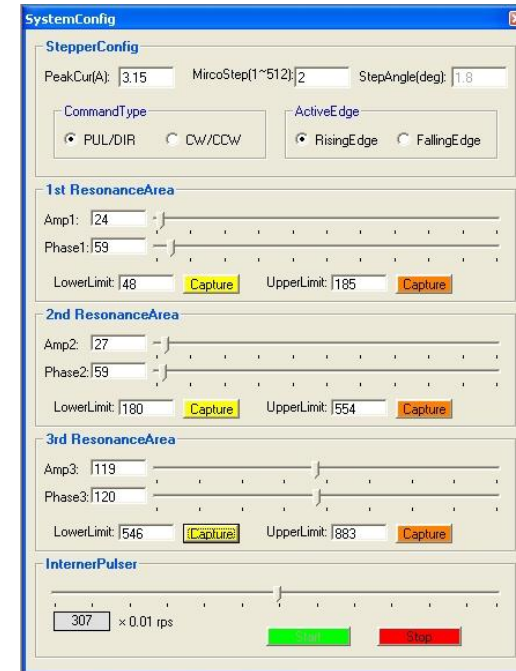 SystemConfig
StepperConfig
PeakCur(A): 3.15 MircoStep(1~512): 2 StepAngle(deg): 1.8
CommandType ActiveEdge
PUL/DIR CW/CCW RisingEdge FallingEdge
1st ResonanceArea
Amp1: 24
Phase1: 59
LowerLimit: 48 Capture UpperLimit: 185 Capture
2nd ResonanceArea
Amp2: 27
Phase2: 59
LowerLimit: 180 Capture UpperLimit: 554 Capture
3rd ResonanceArea
Amp3: 119
Phase3: 120
LowerLimit: 546 Capture UpperLimit: 883 Capture
InternerPulser
307 × 0.01 rps Start Stop